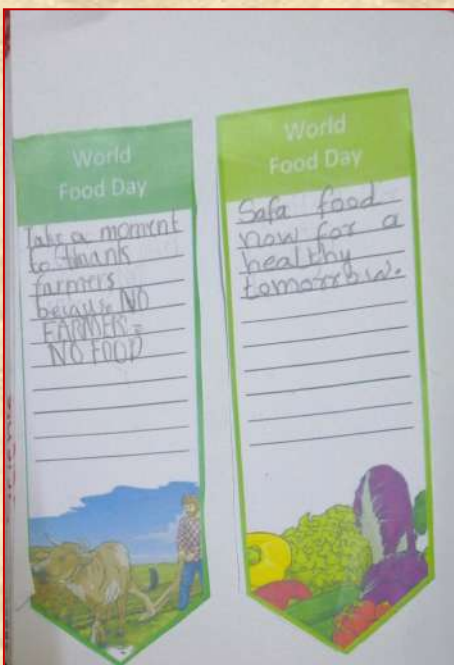 World
Food Day
Take a moment
to thank
farmers
because NO
FARMERS =
NO FOOD
World
Food Day
Safa food
now for a
healthy
tomorrow.